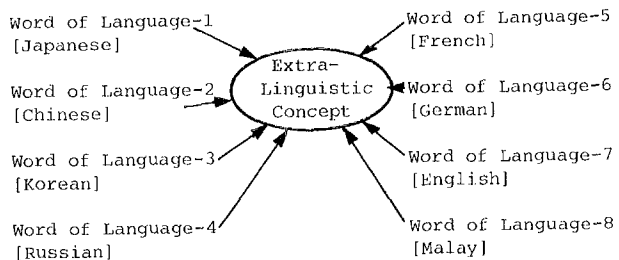 Word of Language-1
[Japanese]
Word of Language-2
[Chinese]
Word of Language-3
[Korean]
Word of Language-4
[Russian]
Extra-
Linguistic
Concept
Word of Language-5
[French]
Word of Language-6
[German]
Word of Language-7
[English]
Word of Language-8
[Malay]